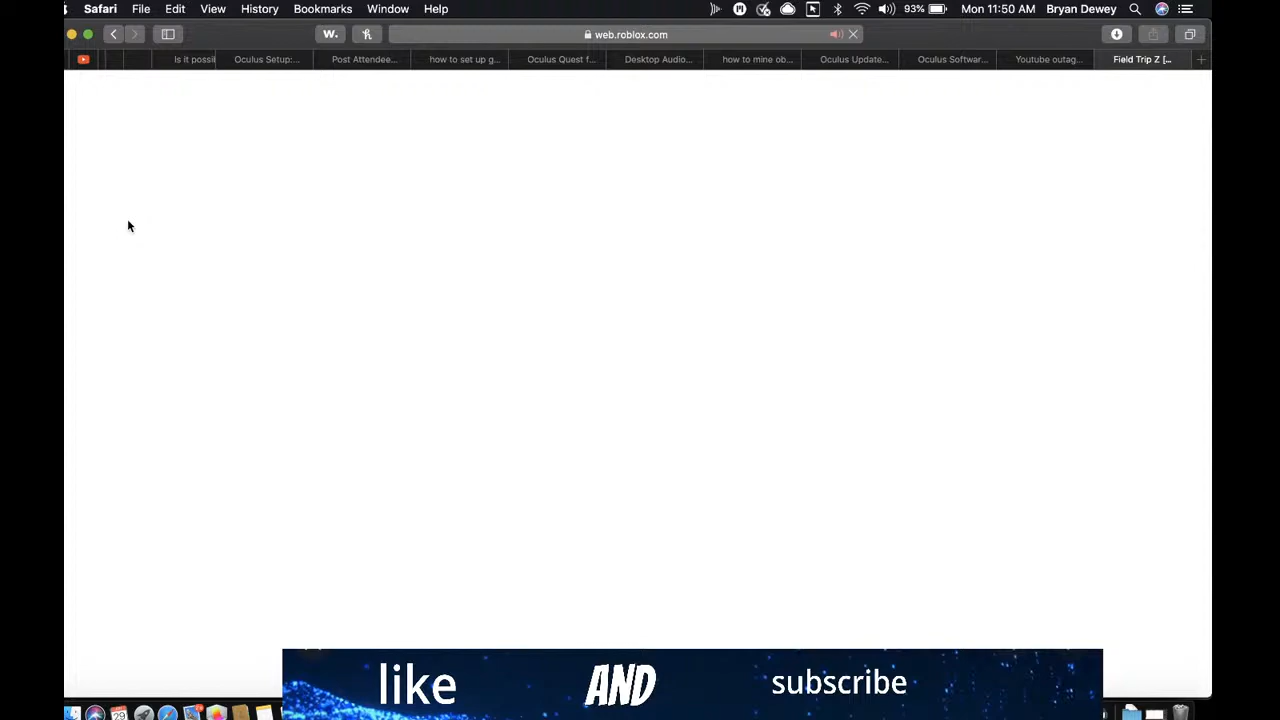 Safari File Edit View History Bookmarks Window Help 93% Mon 11:50 AM Bryan Dewey
W. web.roblox.com
Is it possil Oculus Setup:... Post Attendee... how to set up g... Oculus Quest f... Desktop Audio... how to mine ob... Oculus Update... Oculus Softwar... Youtube outag... Field Trip Z [...
like AND subscribe
29